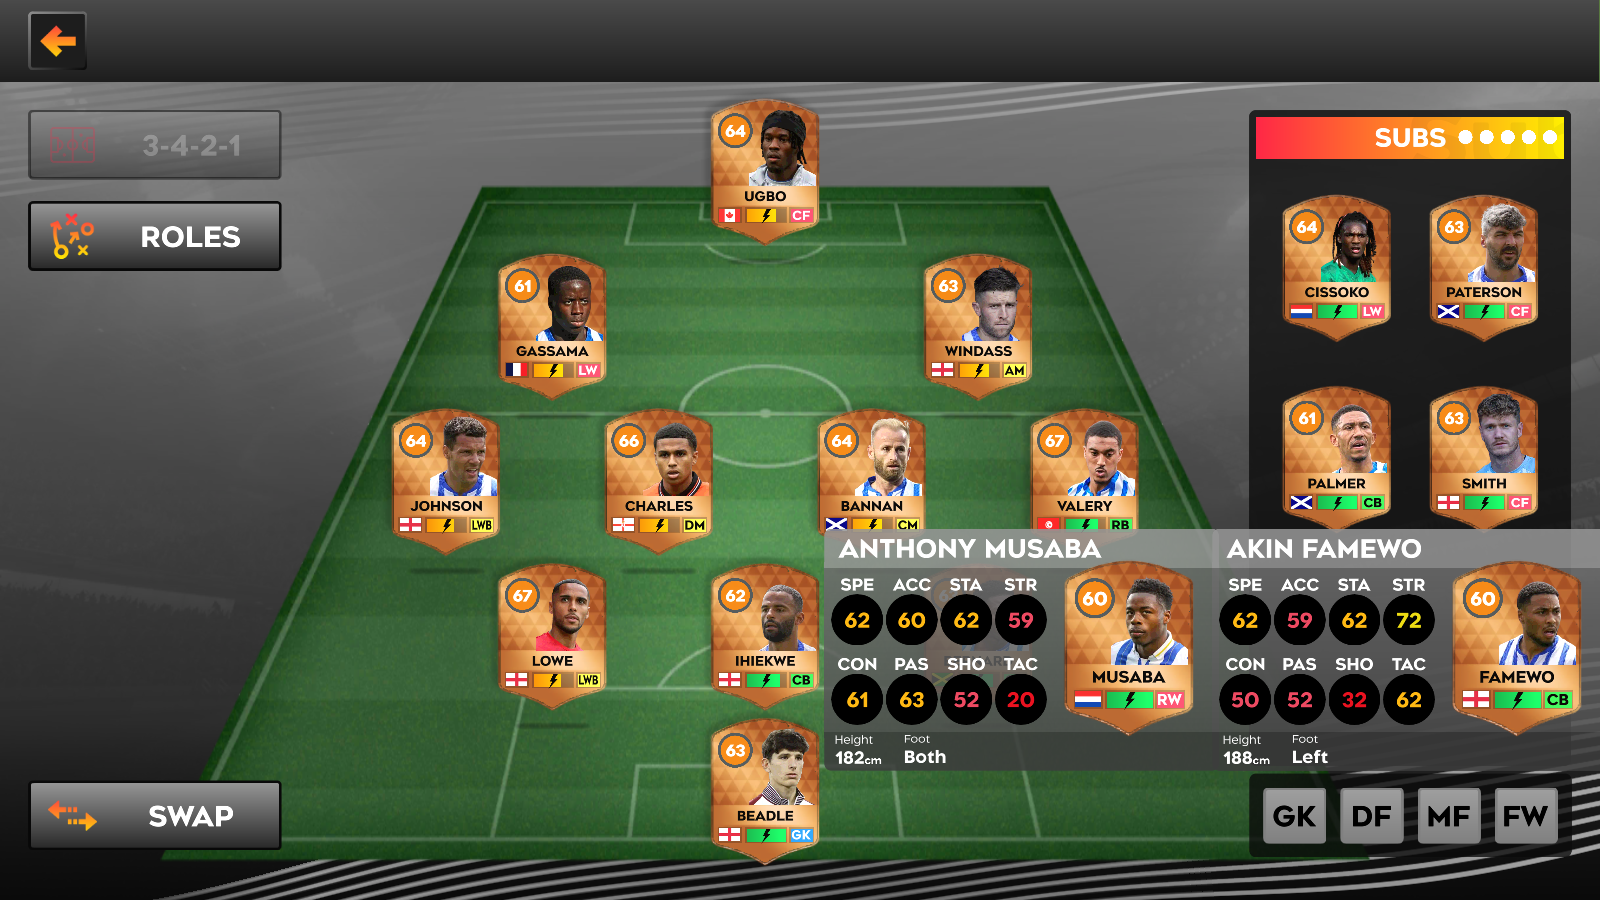 3-4-2-1
ROLES
SWAP
64
UGBO
CF
61
GASSAMA
LW
63
WINDASS
AM
64
JOHNSON
LWB
66
CHARLES
DM
64
BANNAN
CM
67
VALERY
RB
67
LOWE
LWB
62
IHIEKWE
CB
63
BEADLE
GK
SUBS
64
CISSOKO
LW
63
PATERSON
CF
61
PALMER
CB
63
SMITH
CF
ANTHONY MUSABA
SPE ACC STA STR
62 60 62 59
CON PAS SHO TAC
61 63 52 20
Height Foot
182cm Both
60
MUSABA
RW
AKIN FAMEWO
SPE ACC STA STR
62 59 62 72
CON PAS SHO TAC
50 52 32 62
Height Foot
188cm Left
60
FAMEWO
CB
GK DF MF FW